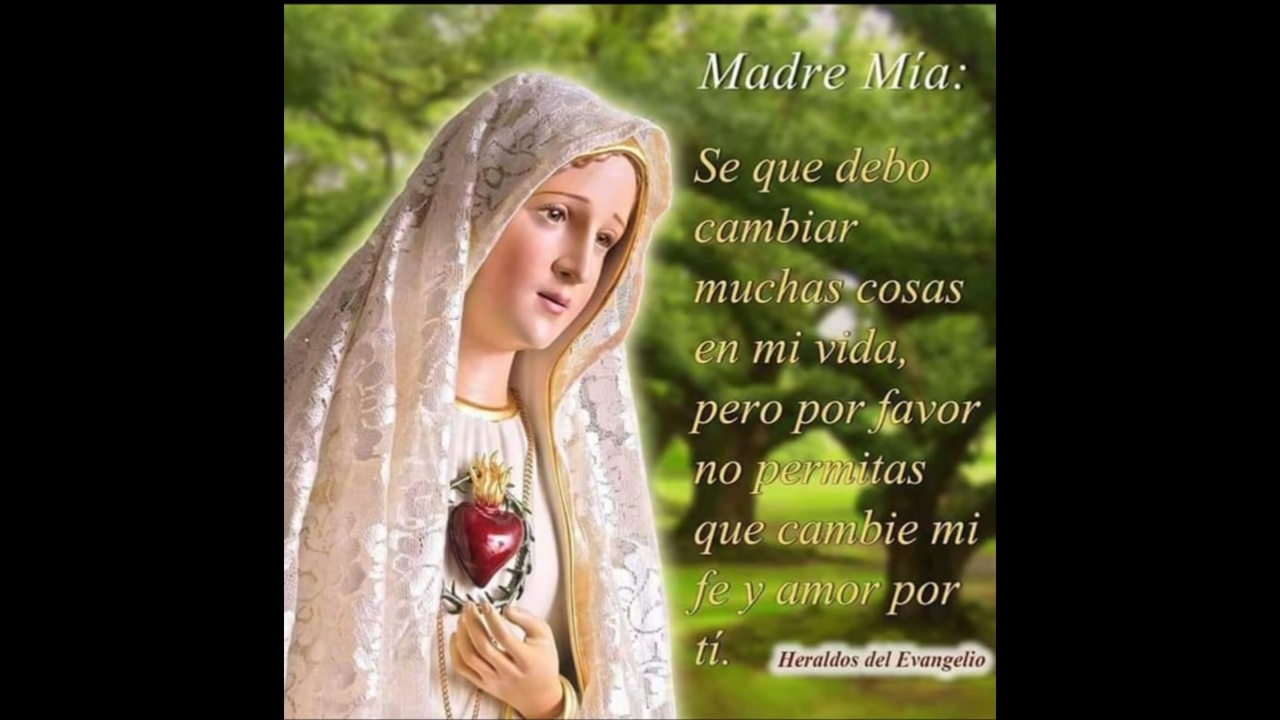 Madre Mía:
Se que debo
cambiar
muchas cosas
en mi vida,
pero por favor
no permitas
que cambie mi
fe y amor por
tí.
Heraldos del Evangelio